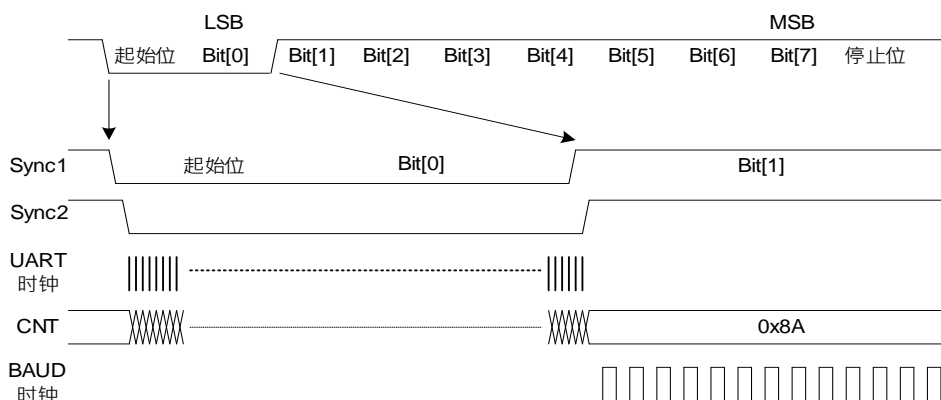 LSB MSB
起始位 Bit[0] Bit[1] Bit[2] Bit[3] Bit[4] Bit[5] Bit[6] Bit[7] 停止位
Sync1 起始位 Bit[0] Bit[1]
Sync2
UART
时钟
CNT 0x8A
BAUD
时钟